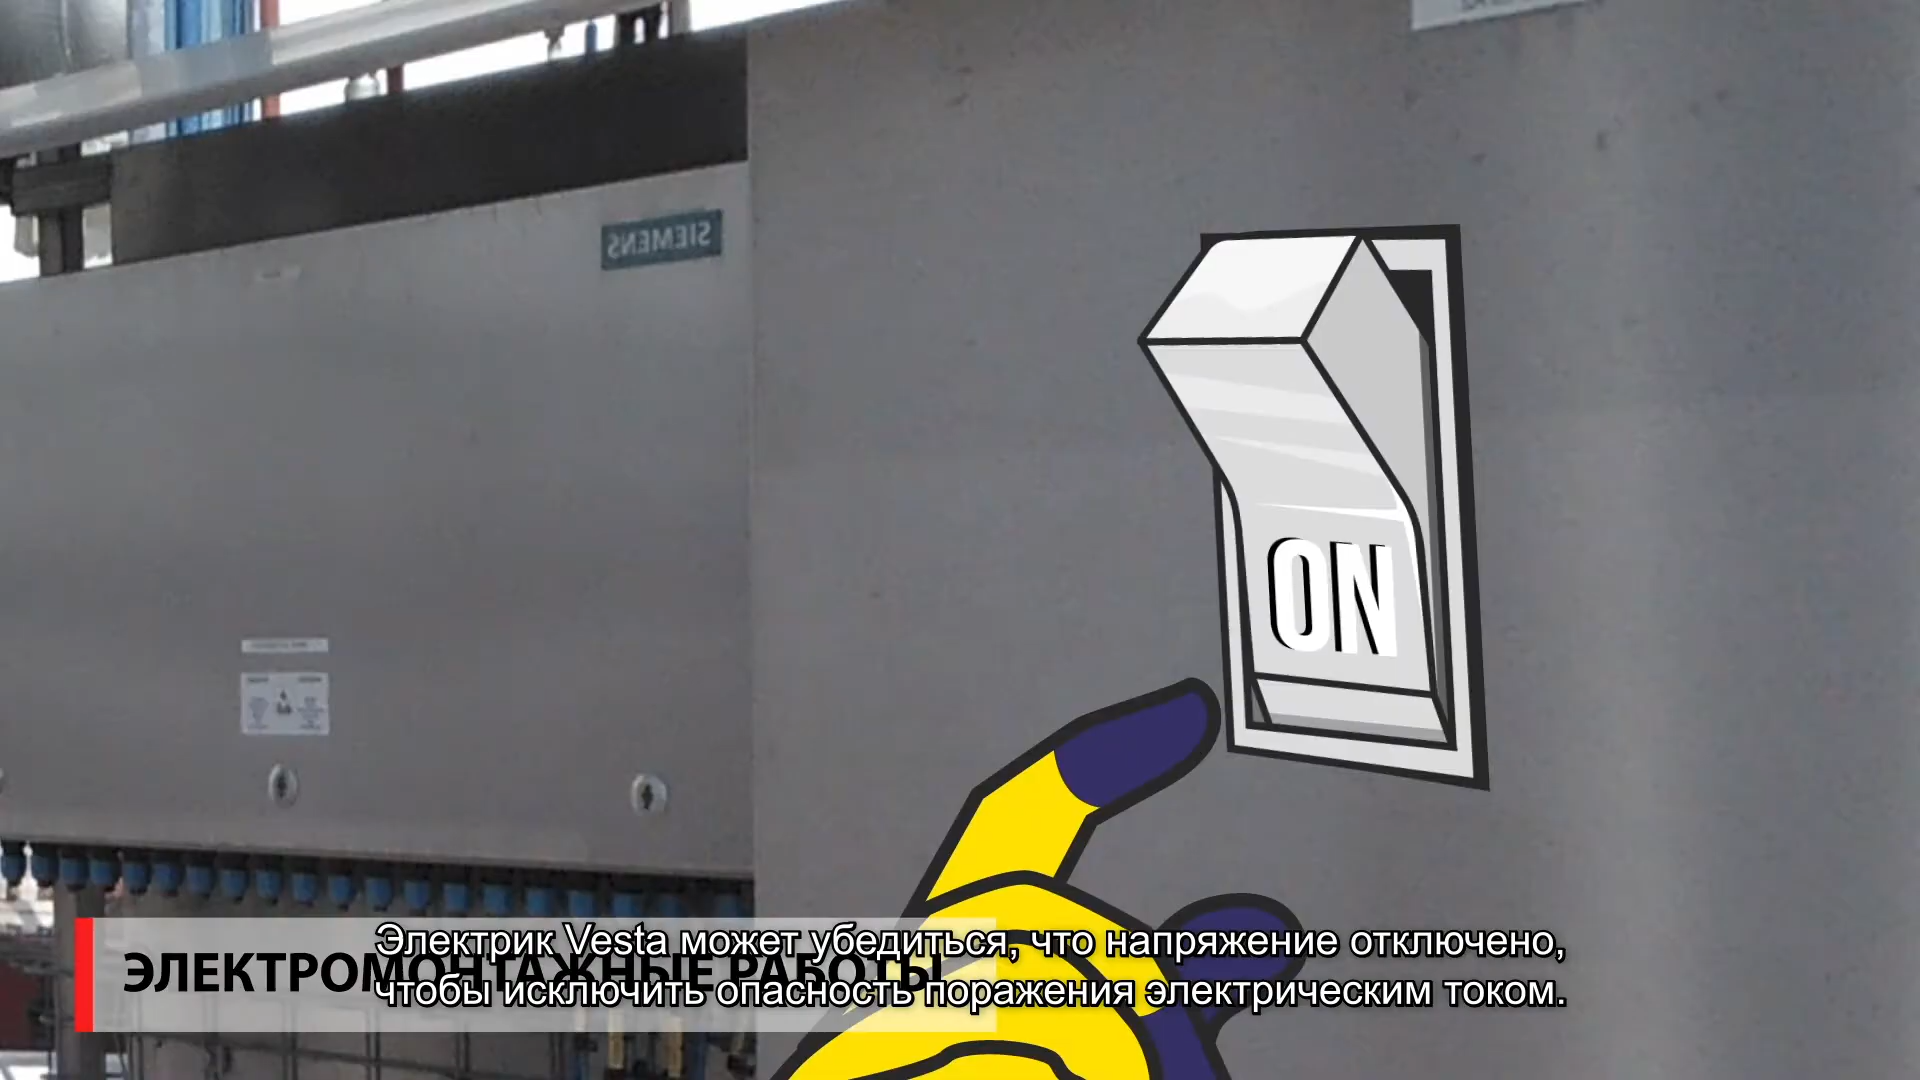 SIEMENS
ON
ЭЛЕКТРОМОНТАЖНЫЕ РАБОТЫ
Электрик Vesta может убедиться, что напряжение отключено,
чтобы исключить опасность поражения электрическим током.